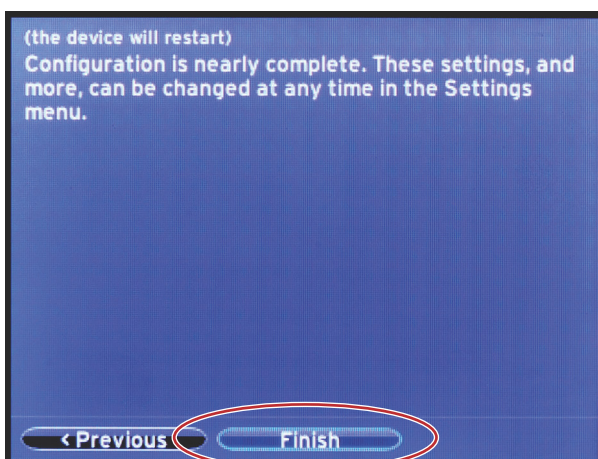 (the device will restart)
Configuration is nearly complete. These settings, and
more, can be changed at any time in the Settings
menu.
< Previous
Finish